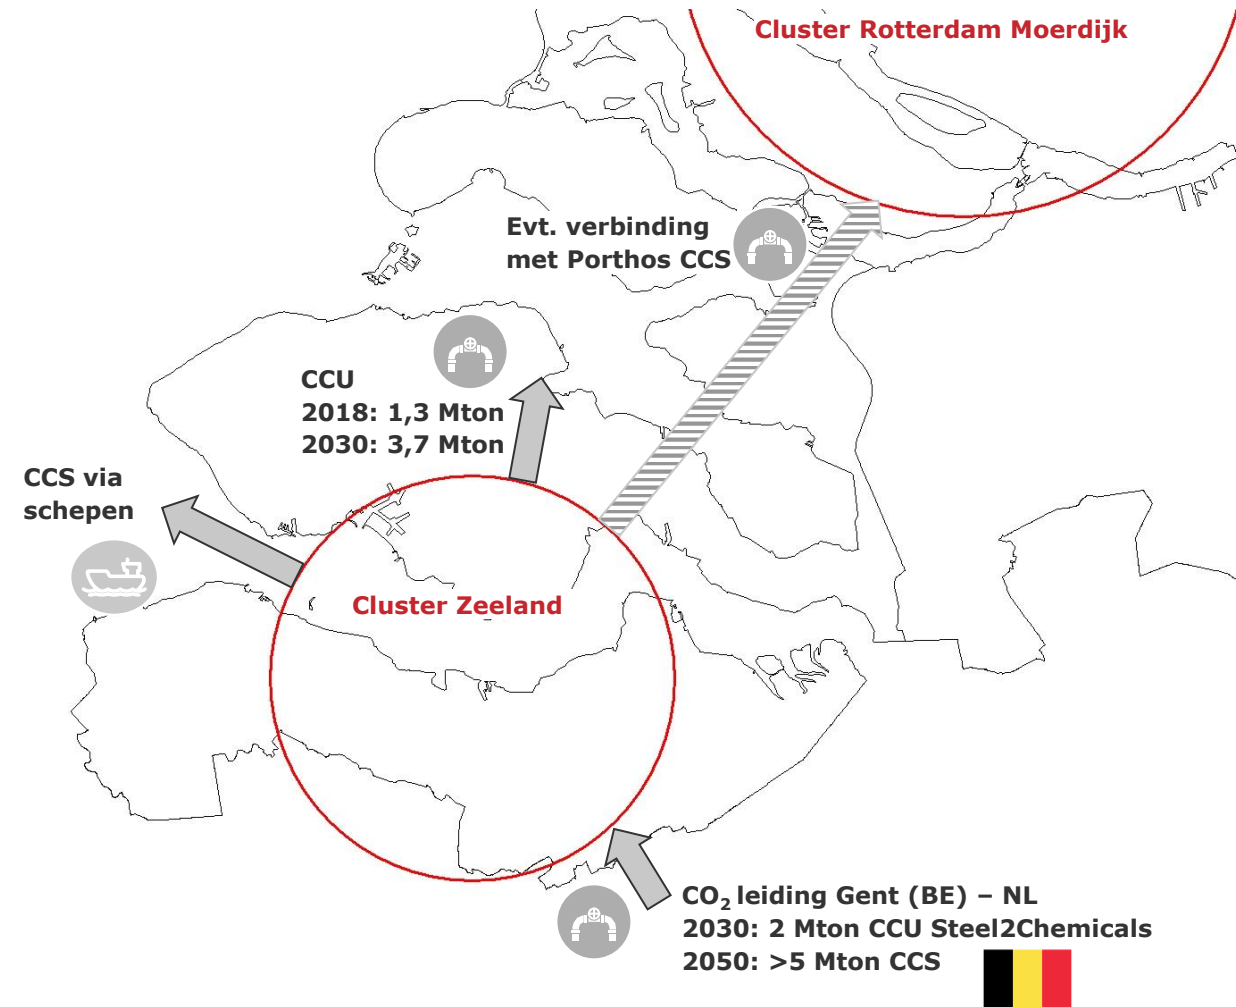 Cluster Rotterdam Moerdijk
Evt. verbinding
met Porthos CCS
CCU
2018: 1,3 Mton
2030: 3,7 Mton
CCS via
schepen
Cluster Zeeland
CO₂ leiding Gent (BE) – NL
2030: 2 Mton CCU Steel2Chemicals
2050: >5 Mton CCS